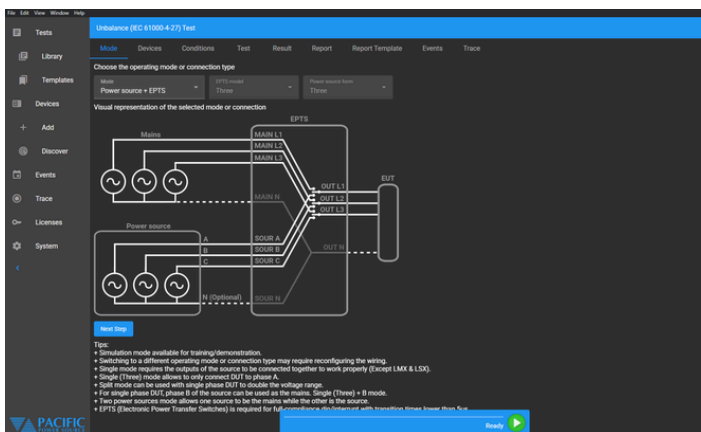 File Edit View Window Help
Unbalance (IEC 61000-4-27) Test
Tests
Library
Templates
Devices
Add
Discover
Events
Trace
Licenses
System
Mode Devices Conditions Test Result Report Report Template Events Trace
Choose the operating mode or connection type
Mode
Power source + EPTS
EPTS model
Three
Power source form
Three
Visual representation of the selected mode or connection
EPTS
Mains
MAIN L1
MAIN L2
MAIN L3
EUT
OUT L1
OUT L2
OUT L3
MAIN N
Power source
A
SOUR A
B
SOUR B
OUT N
C
SOUR C
N (Optional)
SOUR N
Next Step
Tips:
+ Simulation mode available for training/demonstration.
+ Switching to a different operating mode or connection type may require reconfiguring the wiring.
+ Single mode requires the outputs of the source to be connected together to work properly (Except LMX & LSX).
+ Single (Three) mode allows to only connect DUT to phase A.
+ Split mode can be used with single phase DUT to double the voltage range.
+ For single phase DUT, phase B of the source can be used as the mains. Single (Three) + B mode.
+ Two power sources mode allows one source to be the mains while the other is the source.
+ EPTS (Electronic Power Transfer Switches) is required for full-compliance dip/interrupt with transition times lower than 5us.
Ready
PACIFIC
POWER SOURCE